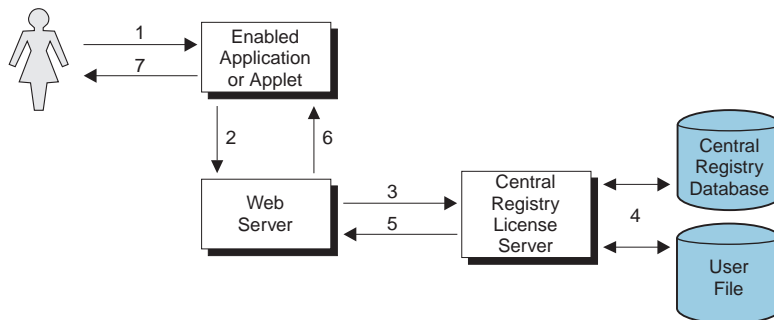 1
7
Enabled
Application
or Applet
2
6
Web
Server
3
5
Central
Registry
License
Server
4
Central
Registry
Database
User
File